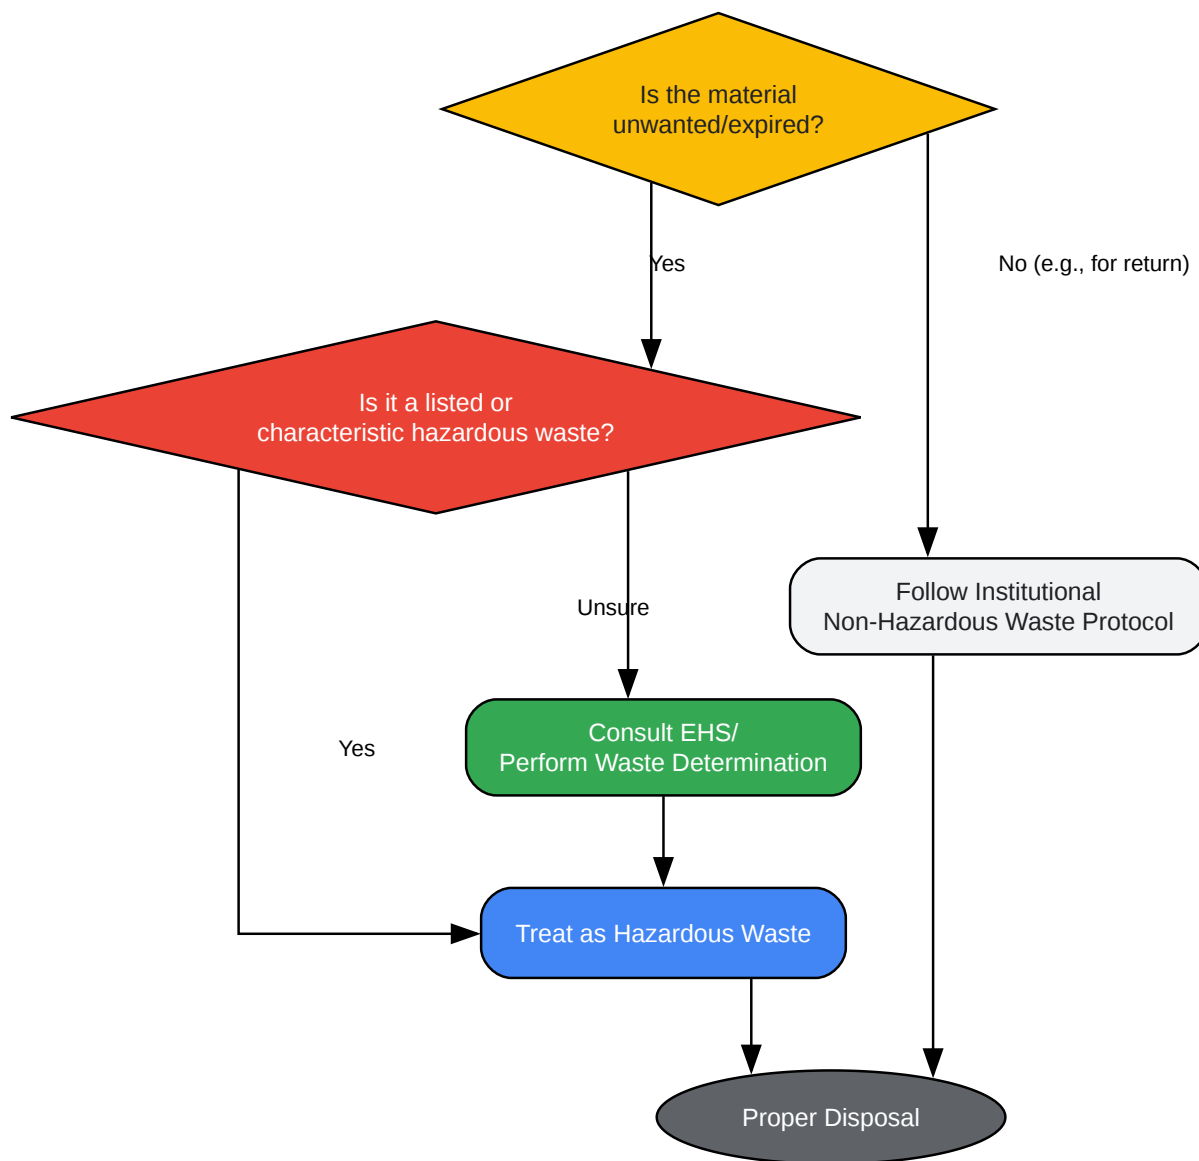 Is the material
unwanted/expired?
Yes
No (e.g., for return)
Is it a listed or
characteristic hazardous waste?
Unsure
Follow Institutional
Non-Hazardous Waste Protocol
Yes
Consult EHS/
Perform Waste Determination
Treat as Hazardous Waste
Proper Disposal